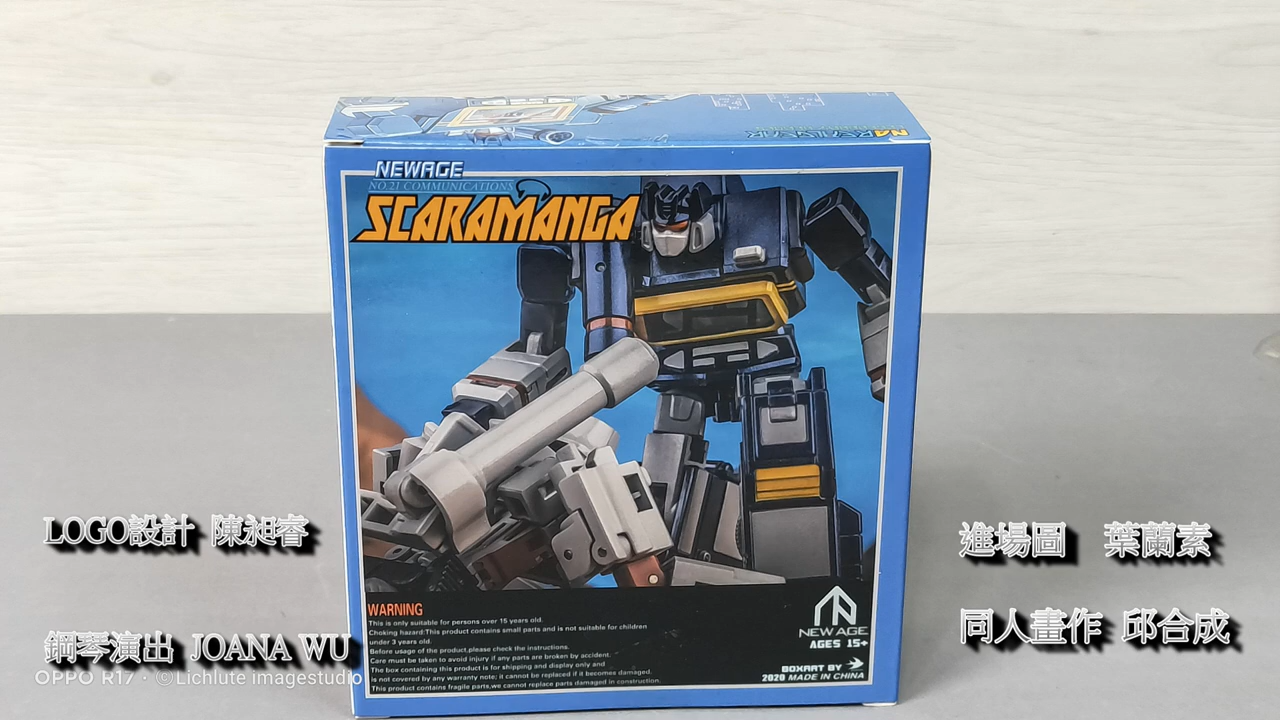 NEWAGE
NO.21 COMMUNICATIONS
SCARAMANGA
WARNING
This is only suitable for persons over 15 years old.
Choking hazard:This product contains small parts and is not suitable for children
under 3 years old.
Before usage of the product,please check the instructions.
Care must be taken to avoid injury if any parts are broken by accident.
The box containing this product is for shipping and display only and
is not covered by any warranty note; it cannot be replaced if it becomes damaged.
This product contains fragile parts,we cannot replace parts damaged in construction.
NEWAGE
AGES 15+
BOXART BY
2020 MADE IN CHINA
LOGO設計 陳昶睿
鋼琴演出 JOANA WU
OPPO R17 · ©Lichlute imagestudio
進場圖 葉蘭素
同人畫作 邱合成